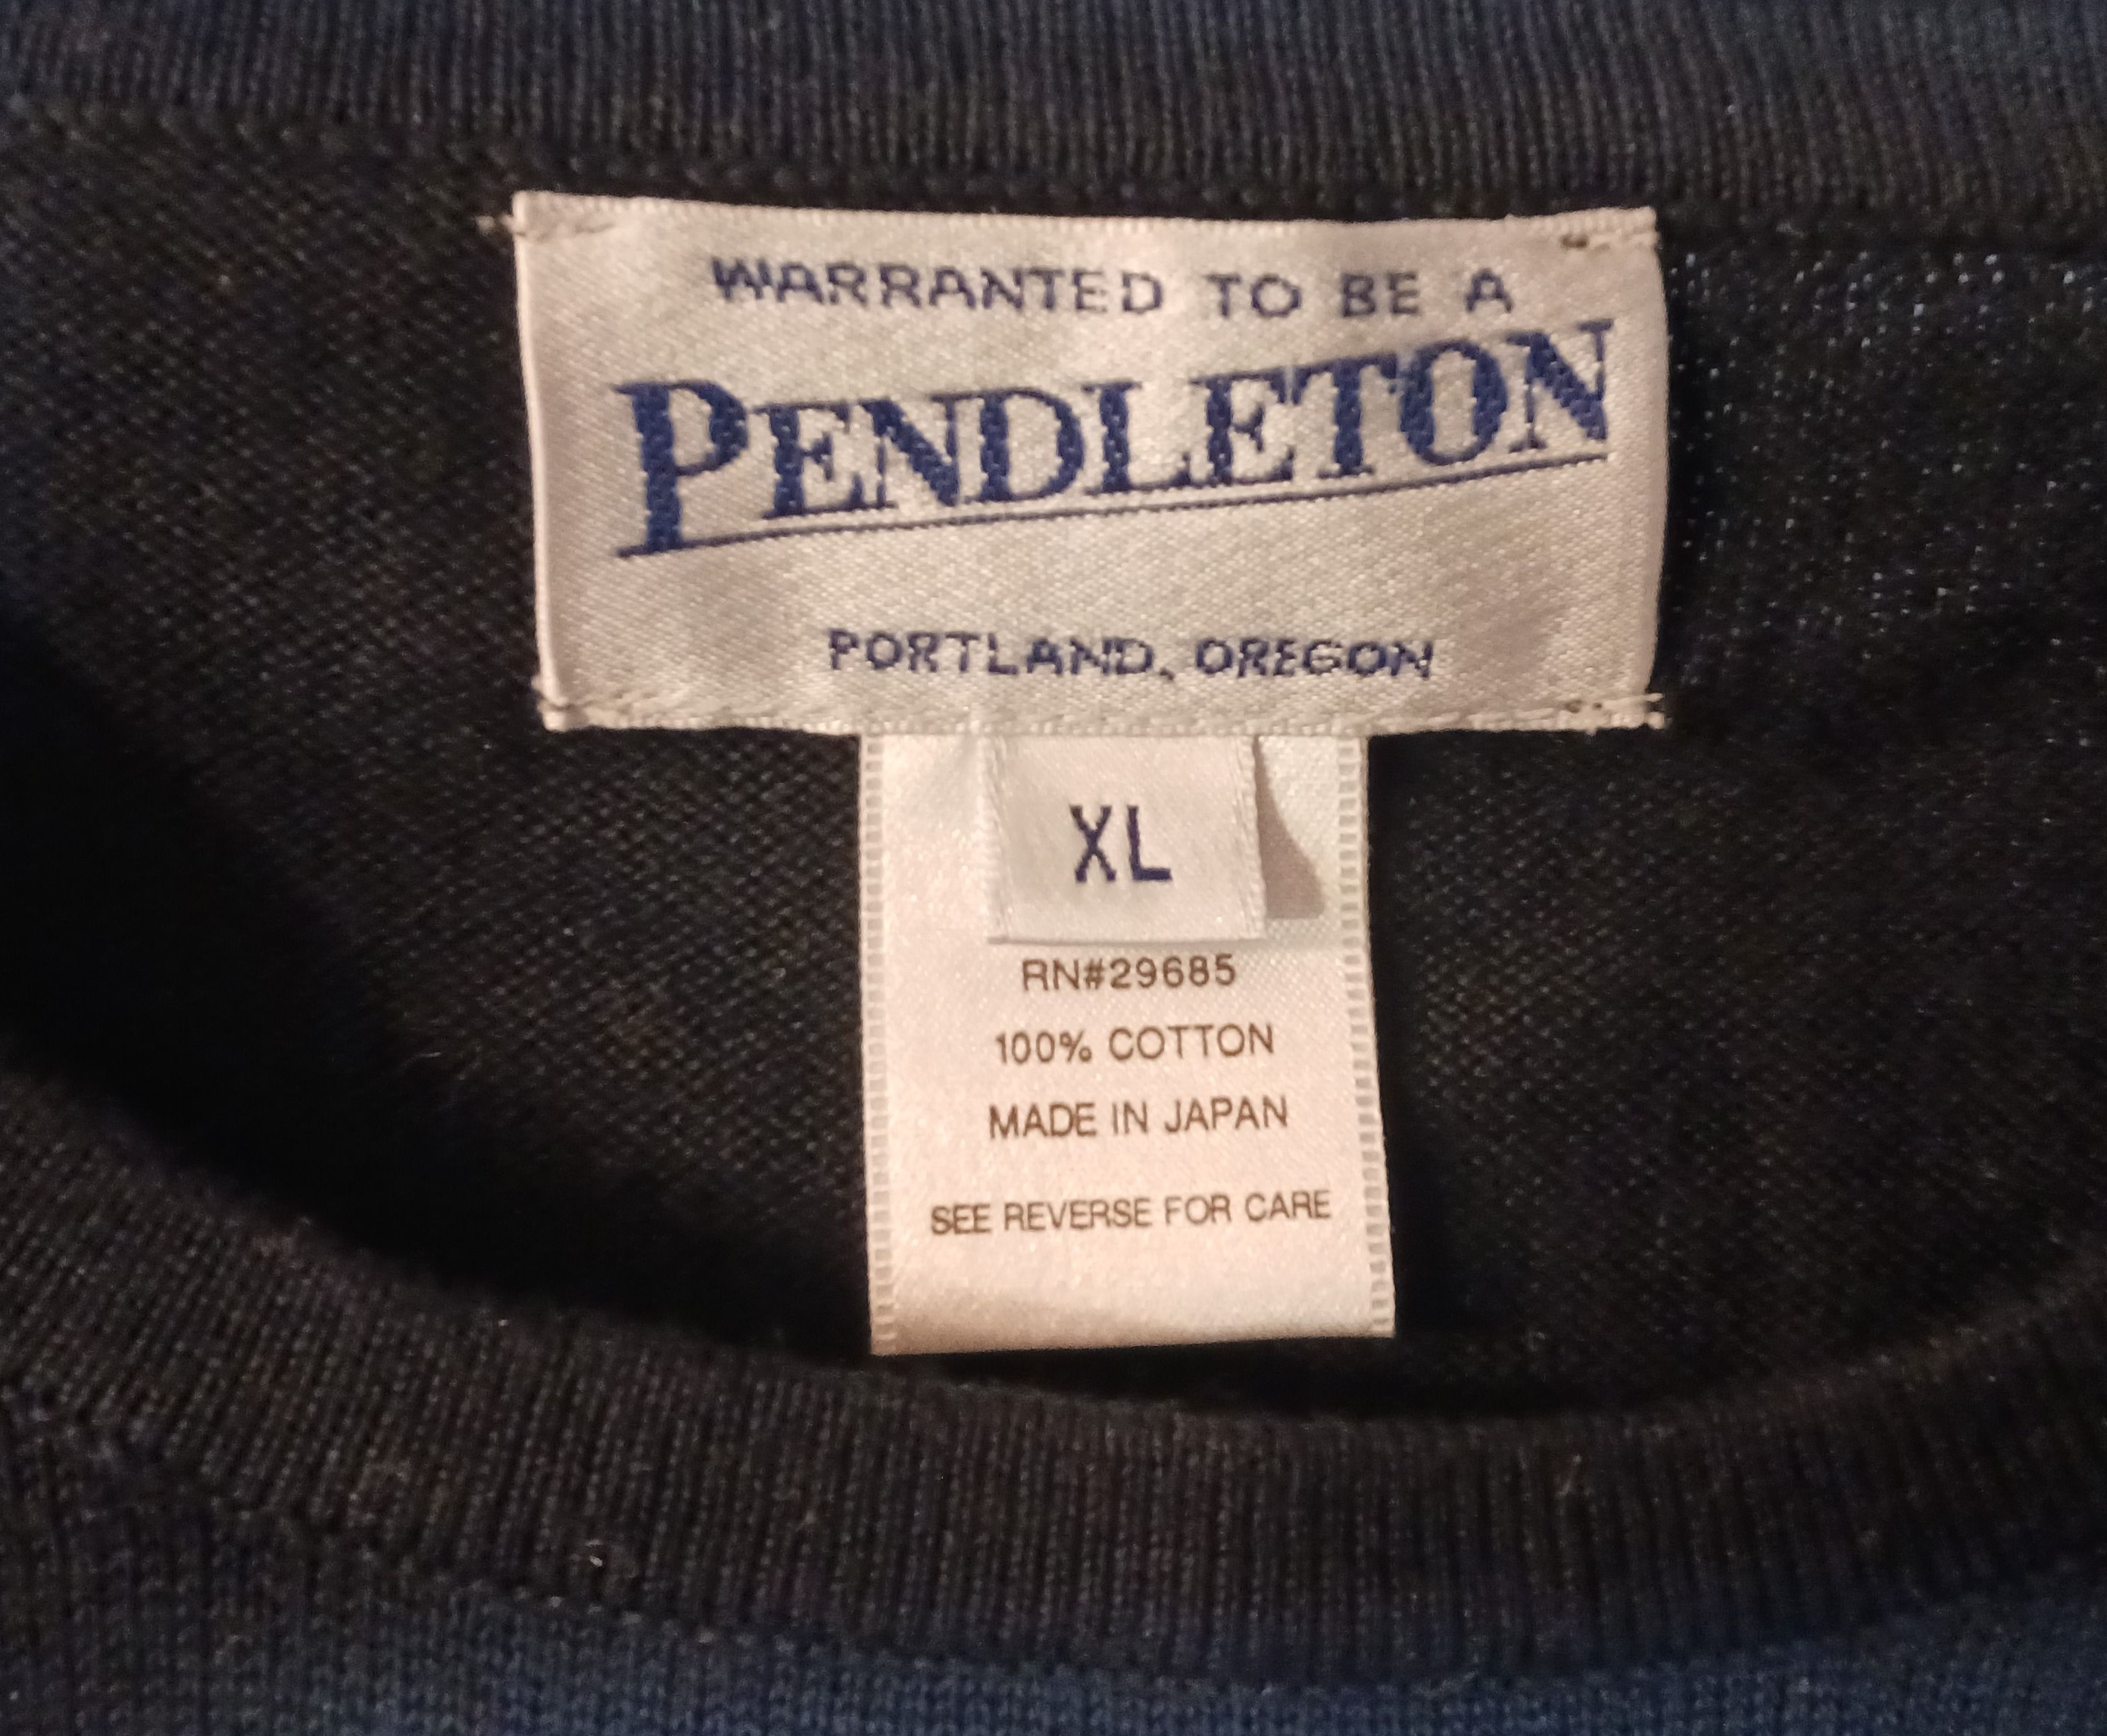 WARRANTED TO BE A
PENDLETON
PORTLAND, OREGON
XL
RN#29685
100% COTTON
MADE IN JAPAN
SEE REVERSE FOR CARE